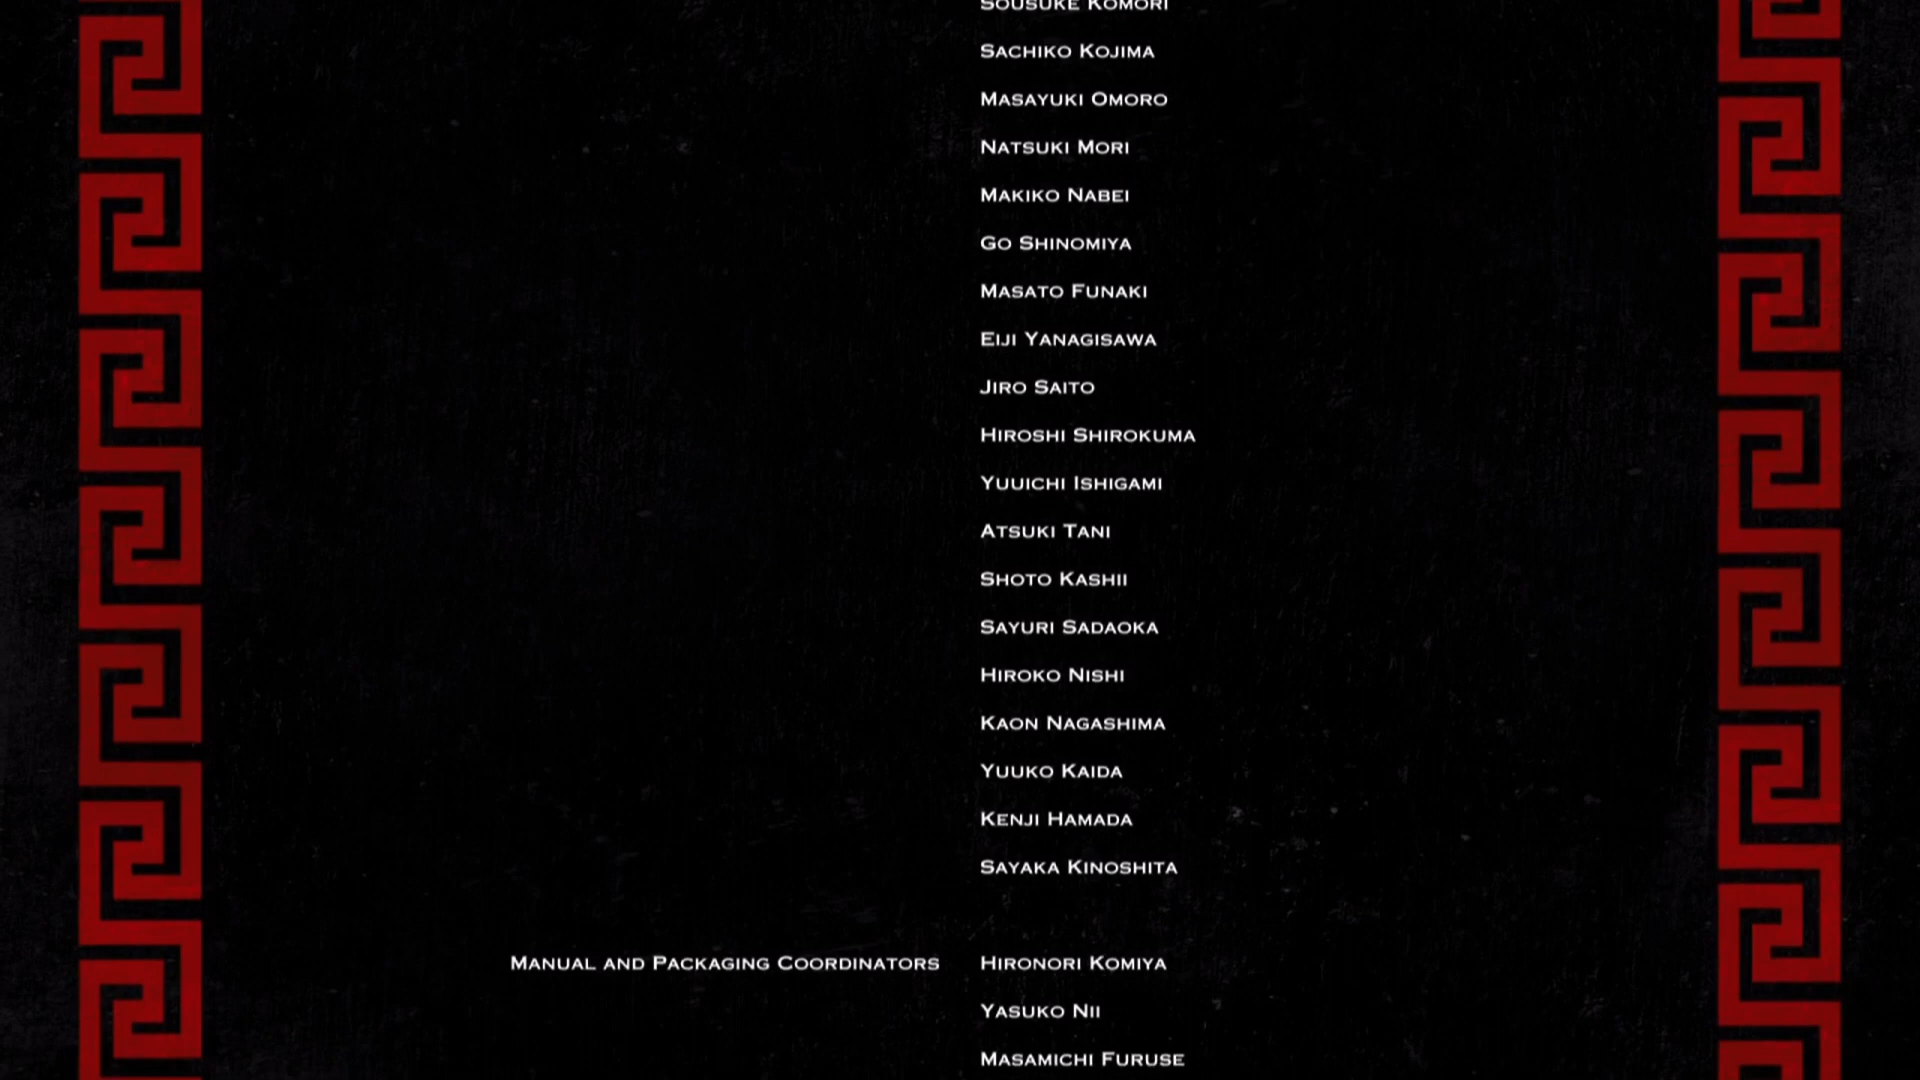 Sousuke Komori
Sachiko Kojima
Masayuki Omoro
Natsuki Mori
Makiko Nabei
Go Shinomiya
Masato Funaki
Eiji Yanagisawa
Jiro Saito
Hiroshi Shirokuma
Yuuichi Ishigami
Atsuki Tani
Shoto Kashii
Sayuri Sadaoka
Hiroko Nishi
Kaon Nagashima
Yuuko Kaida
Kenji Hamada
Sayaka Kinoshita
Manual and Packaging Coordinators Hironori Komiya
Yasuko Nii
Masamichi Furuse